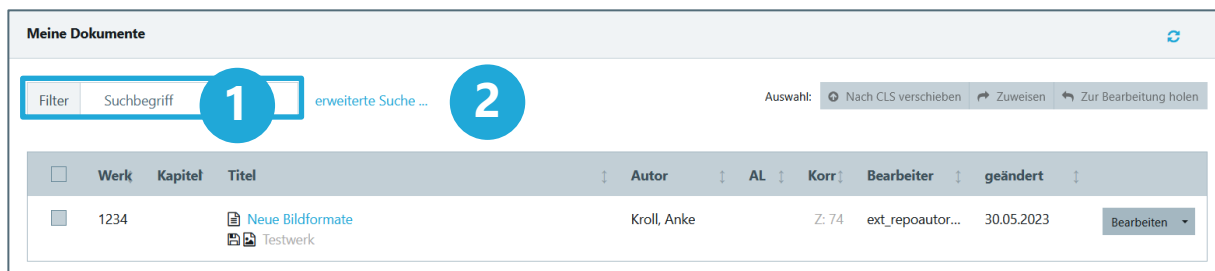 Meine Dokumente
Filter Suchbegriff 1 erweiterte Suche ... 2 Auswahl: Nach CLS verschieben Zuweisen Zur Bearbeitung holen
Werk Kapitel Titel Autor AL Korr Bearbeiter geändert
1234 Neue Bildformate Kroll, Anke Z: 74 ext_repoautor... 30.05.2023 Bearbeiten
Testwerk